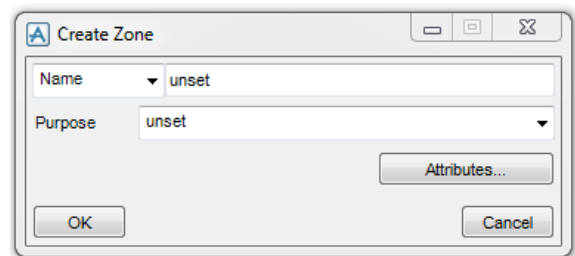 Create Zone
Name unset
Purpose unset
Attributes...
OK Cancel